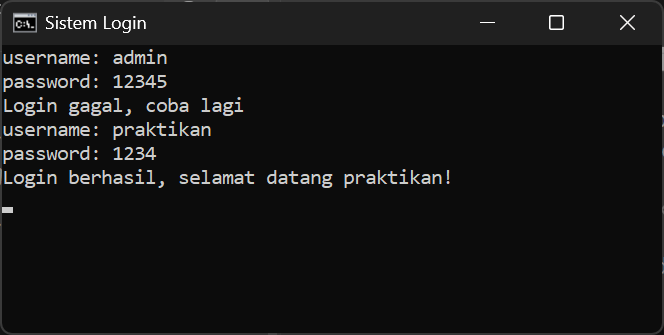 Sistem Login
username: admin
password: 12345
Login gagal, coba lagi
username: praktikan
password: 1234
Login berhasil, selamat datang praktikan!